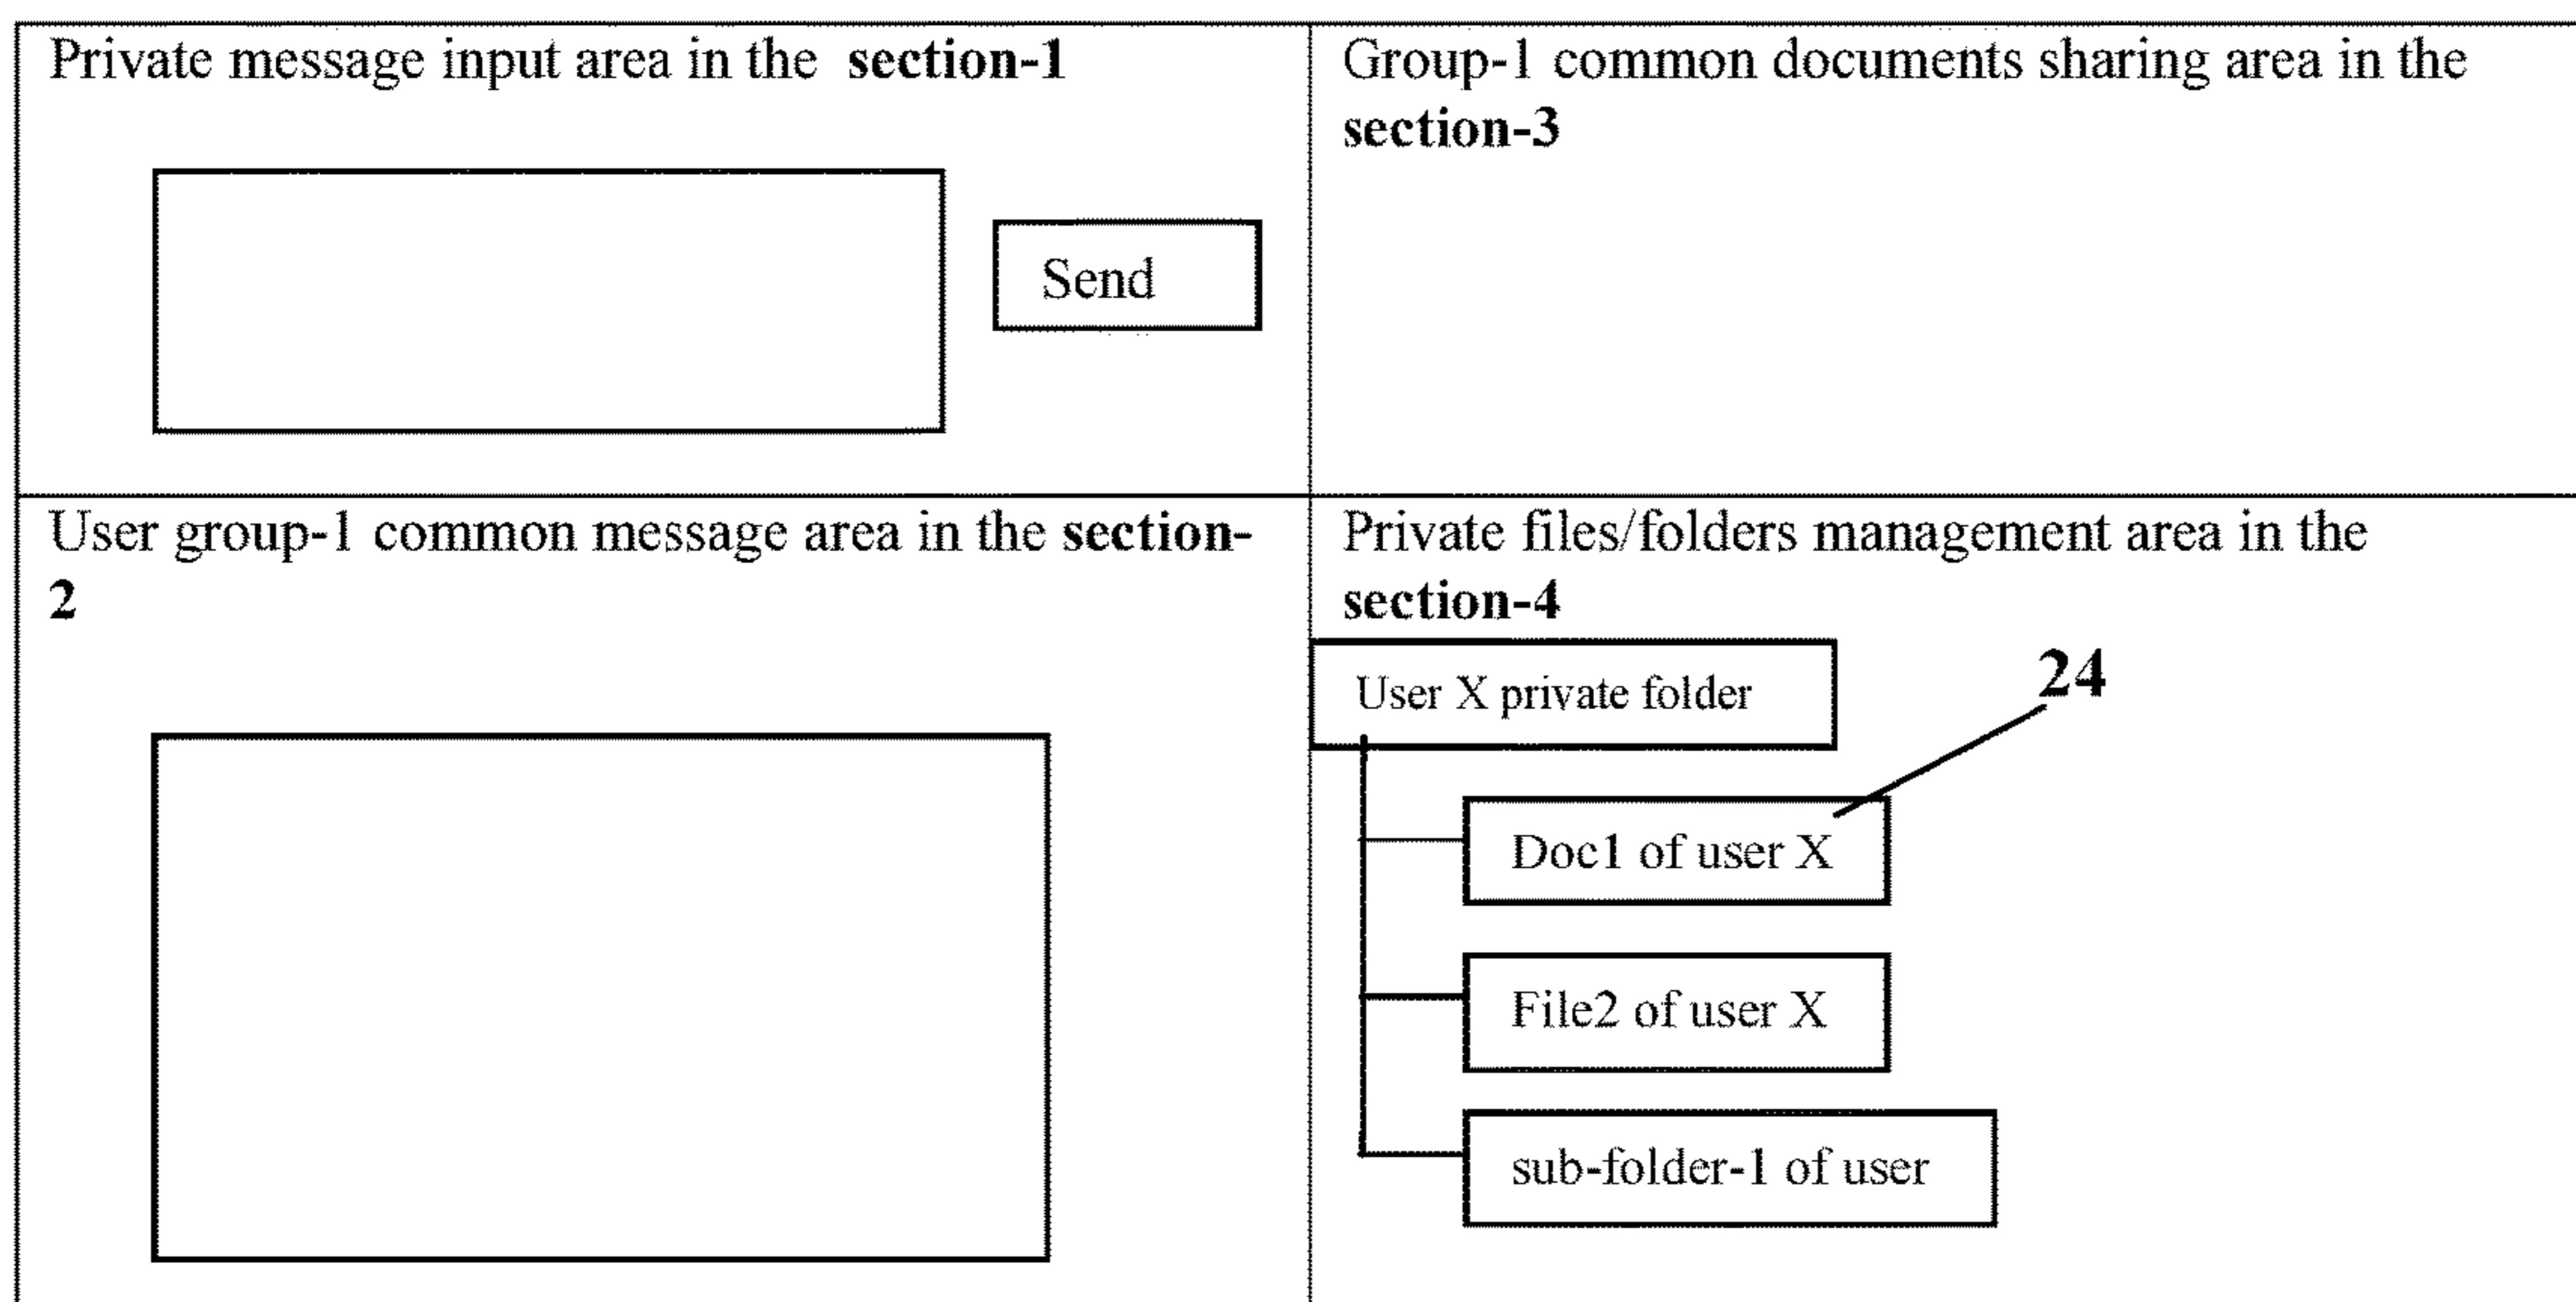 Private message input area in the section-1
Send
Group-1 common documents sharing area in the
section-3
User group-1 common message area in the section-
2
Private files/folders management area in the
section-4
User X private folder
24
Doc1 of user X
File2 of user X
sub-folder-1 of user